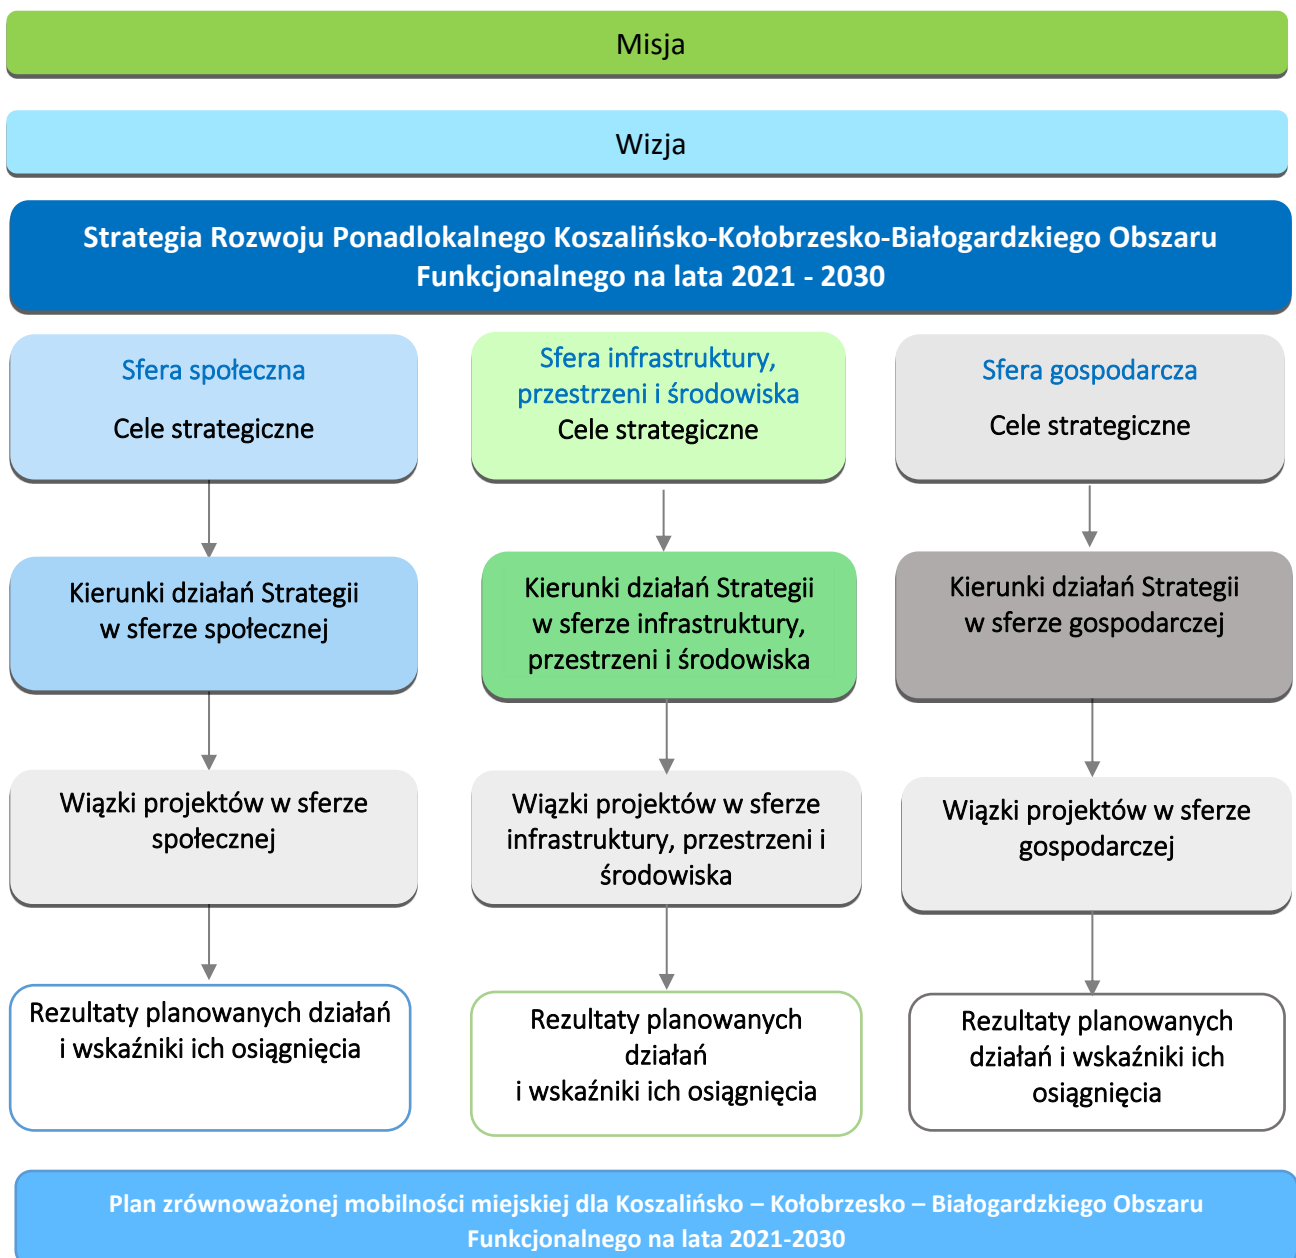 Misja
Wizja
Strategia Rozwoju Ponadlokalnego Koszalińsko-Kołobrzesko-Białogardzkiego Obszaru
Funkcjonalnego na lata 2021 - 2030
Sfera społeczna
Cele strategiczne
Sfera infrastruktury,
przestrzeni i środowiska
Cele strategiczne
Sfera gospodarcza
Cele strategiczne
Kierunki działań Strategii
w sferze społecznej
Kierunki działań Strategii
w sferze infrastruktury,
przestrzeni i środowiska
Kierunki działań Strategii
w sferze gospodarczej
Wiązki projektów w sferze
społecznej
Wiązki projektów w sferze
infrastruktury, przestrzeni i
środowiska
Wiązki projektów w sferze
gospodarczej
Rezultaty planowanych działań
i wskaźniki ich osiągnięcia
Rezultaty planowanych
działań
i wskaźniki ich osiągnięcia
Rezultaty planowanych
działań i wskaźniki ich
osiągnięcia
Plan zrównoważonej mobilności miejskiej dla Koszalińsko – Kołobrzesko – Białogardzkiego Obszaru
Funkcjonalnego na lata 2021-2030